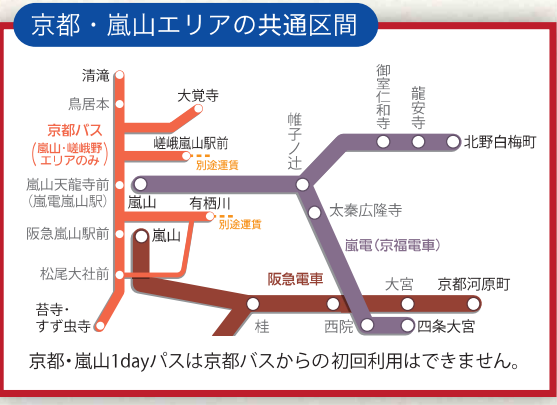 京都・嵐山エリアの共通区間
清滝
鳥居本
大覚寺
京都バス
(嵐山・嵯峨野
エリアのみ)
嵯峨嵐山駅前
別途運賃
嵐山天龍寺前
(嵐電嵐山駅)
嵐山
有栖川
別途運賃
阪急嵐山駅前
嵐山
松尾大社前
苔寺・
すず虫寺
帷子ノ辻
御室仁和寺
龍安寺
北野白梅町
太秦広隆寺
嵐電(京福電車)
阪急電車
大宮
京都河原町
桂
西院
四条大宮
京都・嵐山1dayパスは京都バスからの初回利用はできません。